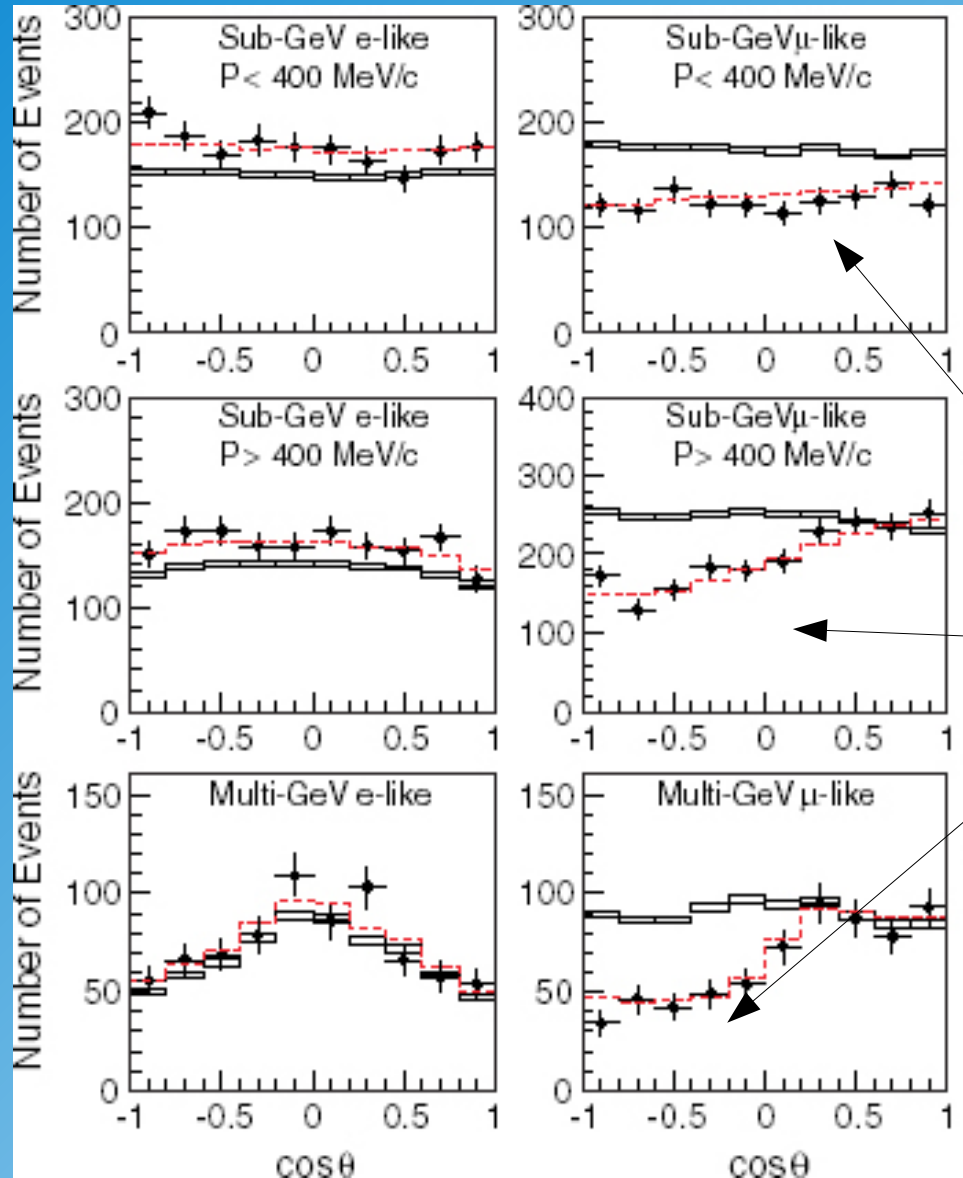 Number of Events
300
200
100
0
Sub-GeV e-like
P< 400 MeV/c
-1 -0.5 0 0.5 1
300
200
100
0
Sub-GeVμ-like
P< 400 MeV/c
-1 -0.5 0 0.5 1
Number of Events
300
200
100
0
Sub-GeV e-like
P> 400 MeV/c
-1 -0.5 0 0.5 1
400
300
200
100
0
Sub-GeVμ-like
P> 400 MeV/c
-1 -0.5 0 0.5 1
Number of Events
150
100
50
0
Multi-GeV e-like
-1 -0.5 0 0.5 1
cosθ
150
100
50
0
Multi-GeV μ-like
-1 -0.5 0 0.5 1
cosθ